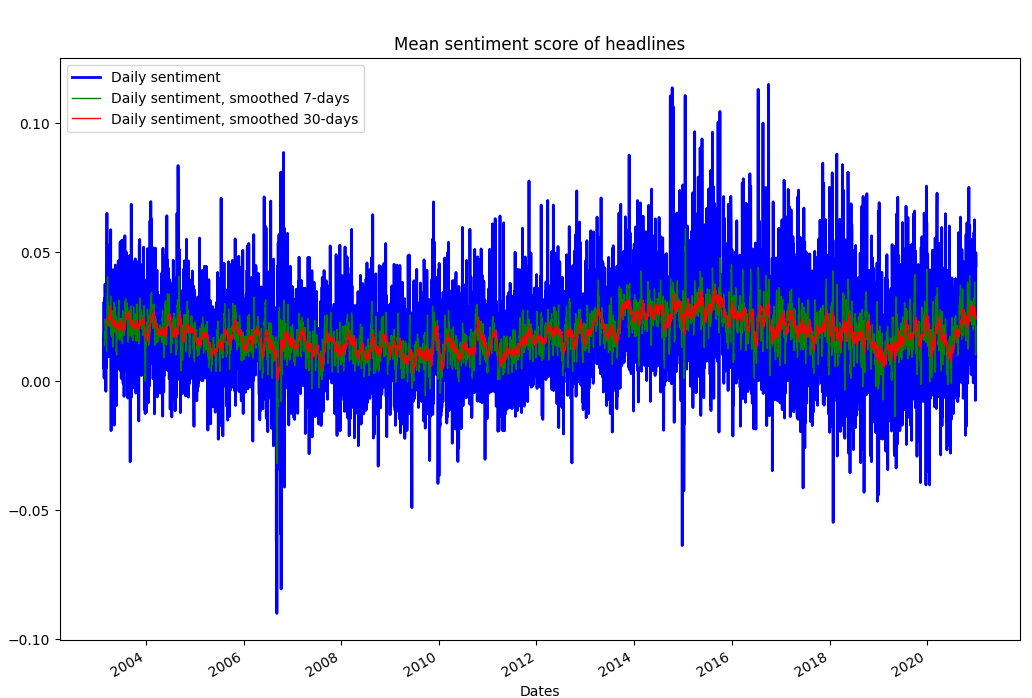 Mean sentiment score of headlines
Daily sentiment
Daily sentiment, smoothed 7-days
Daily sentiment, smoothed 30-days
0.10
0.05
0.00
−0.05
−0.10
2004 2006 2008 2010 2012 2014 2016 2018 2020
Dates